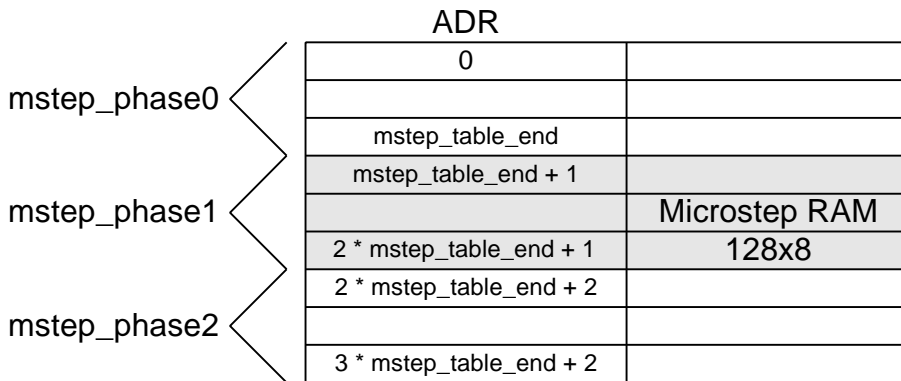 ADR
0
mstep_phase0
mstep_table_end
mstep_table_end + 1
mstep_phase1
Microstep RAM
2 * mstep_table_end + 1
128x8
2 * mstep_table_end + 2
mstep_phase2
3 * mstep_table_end + 2